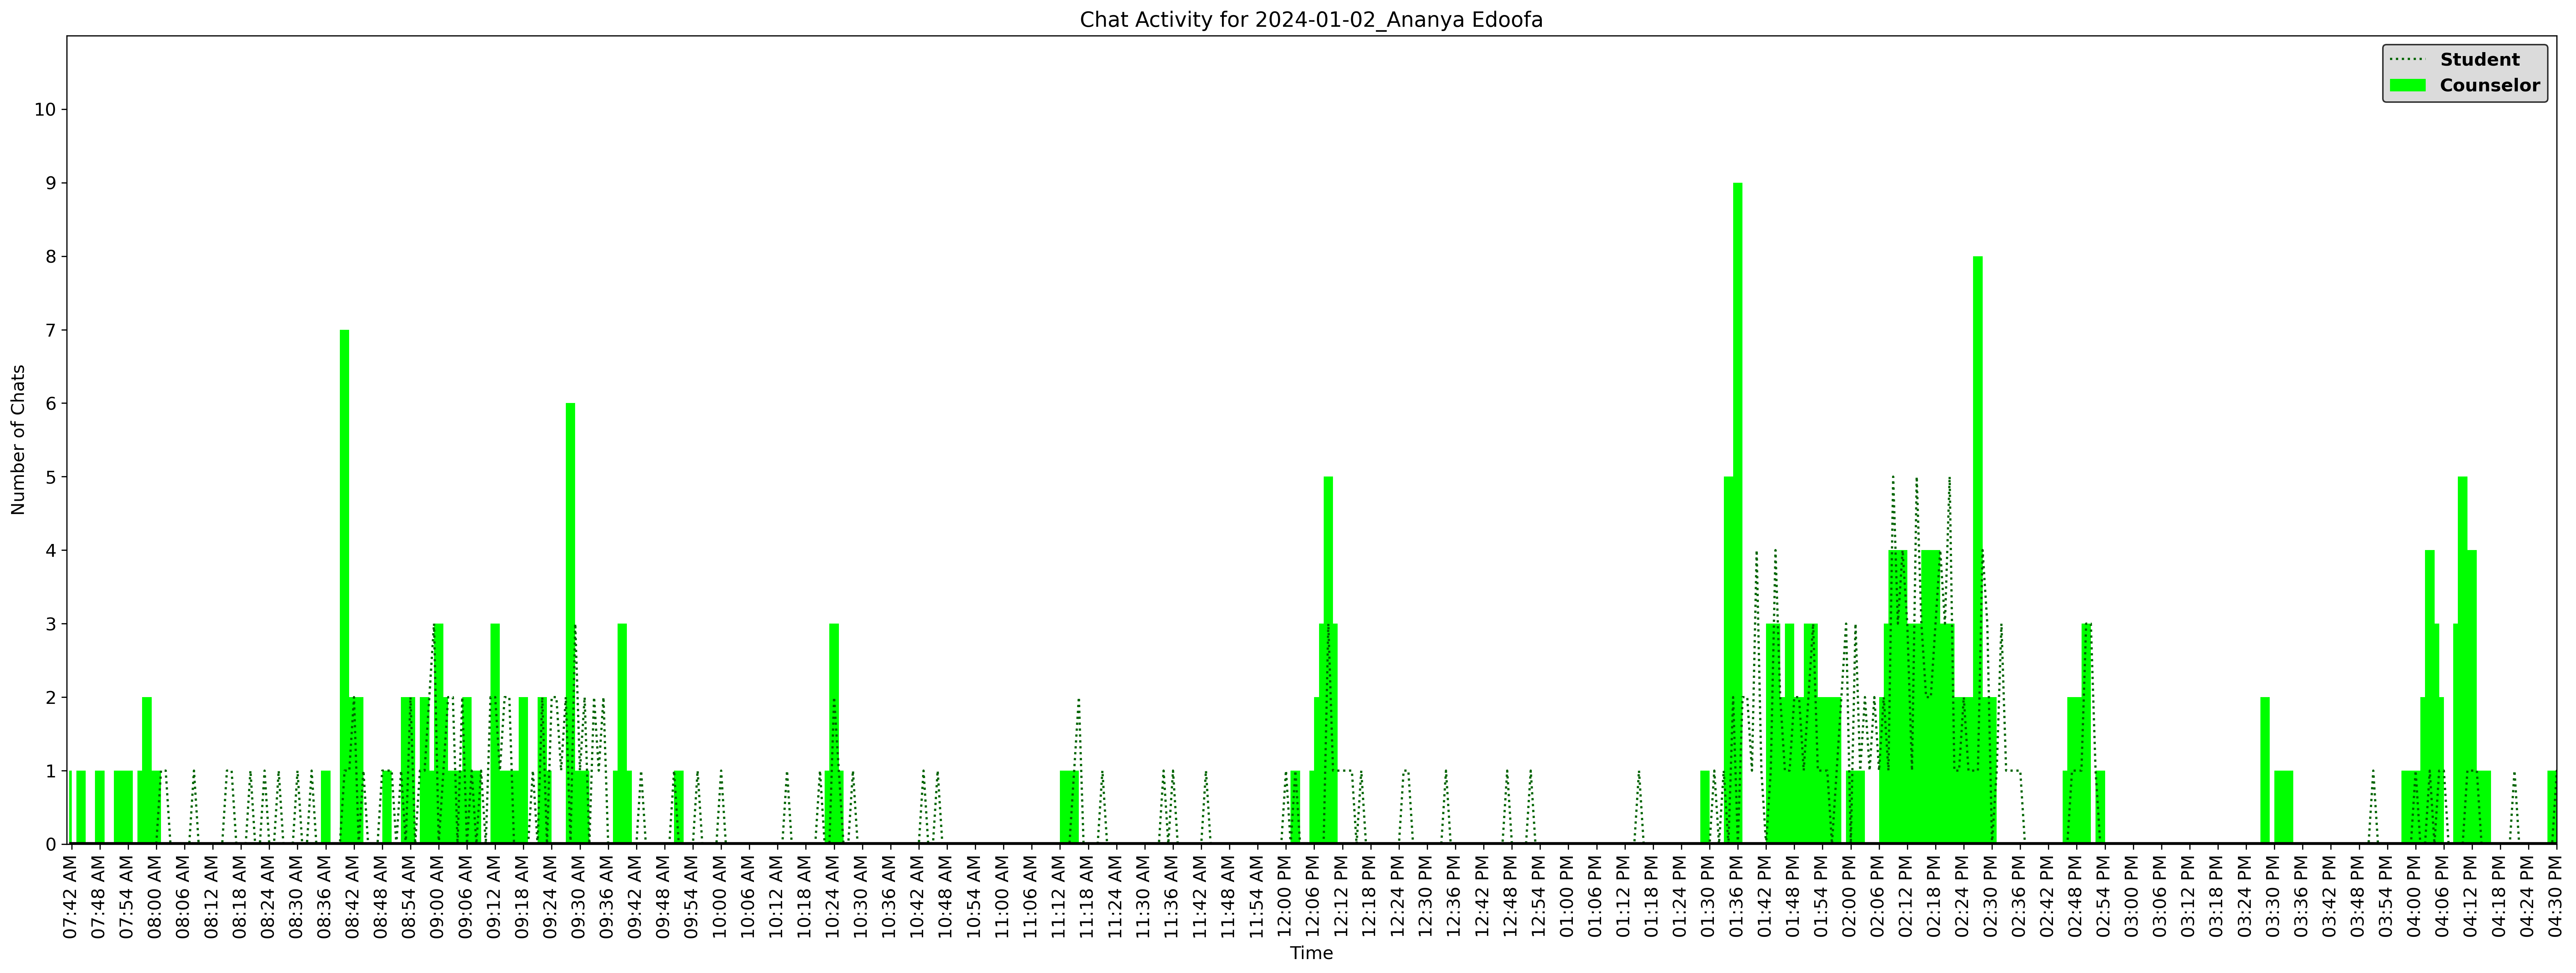 Chat Activity for 2024-01-02_Ananya Edoofa
Student
Counselor
Number of Chats
10
9
8
7
6
5
4
3
2
1
0
07:42 AM
07:48 AM
07:54 AM
08:00 AM
08:06 AM
08:12 AM
08:18 AM
08:24 AM
08:30 AM
08:36 AM
08:42 AM
08:48 AM
08:54 AM
09:00 AM
09:06 AM
09:12 AM
09:18 AM
09:24 AM
09:30 AM
09:36 AM
09:42 AM
09:48 AM
09:54 AM
10:00 AM
10:06 AM
10:12 AM
10:18 AM
10:24 AM
10:30 AM
10:36 AM
10:42 AM
10:48 AM
10:54 AM
11:00 AM
11:06 AM
11:12 AM
11:18 AM
11:24 AM
11:30 AM
11:36 AM
11:42 AM
11:48 AM
11:54 AM
12:00 PM
12:06 PM
12:12 PM
12:18 PM
12:24 PM
12:30 PM
12:36 PM
12:42 PM
12:48 PM
12:54 PM
01:00 PM
01:06 PM
01:12 PM
01:18 PM
01:24 PM
01:30 PM
01:36 PM
01:42 PM
01:48 PM
01:54 PM
02:00 PM
02:06 PM
02:12 PM
02:18 PM
02:24 PM
02:30 PM
02:36 PM
02:42 PM
02:48 PM
02:54 PM
03:00 PM
03:06 PM
03:12 PM
03:18 PM
03:24 PM
03:30 PM
03:36 PM
03:42 PM
03:48 PM
03:54 PM
04:00 PM
04:06 PM
04:12 PM
04:18 PM
04:24 PM
04:30 PM
Time